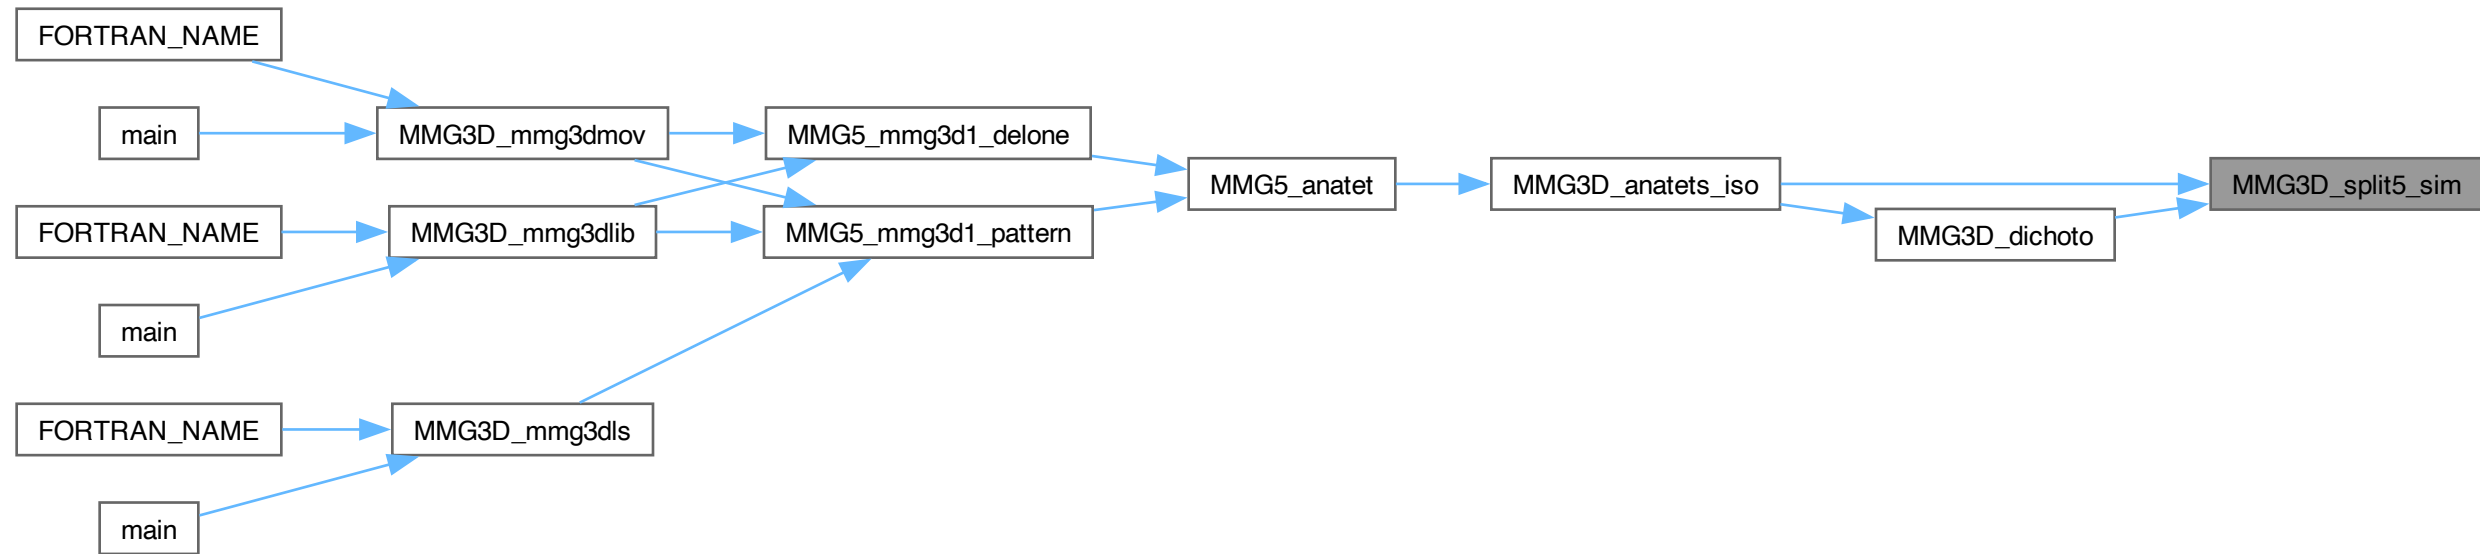 FORTRAN_NAME
main
MMG3D_mmg3dmov
MMG5_mmg3d1_delone
MMG5_anatet
MMG3D_anatets_iso
MMG3D_split5_sim
FORTRAN_NAME
MMG3D_mmg3dlib
MMG5_mmg3d1_pattern
MMG3D_dichoto
main
FORTRAN_NAME
MMG3D_mmg3dls
main